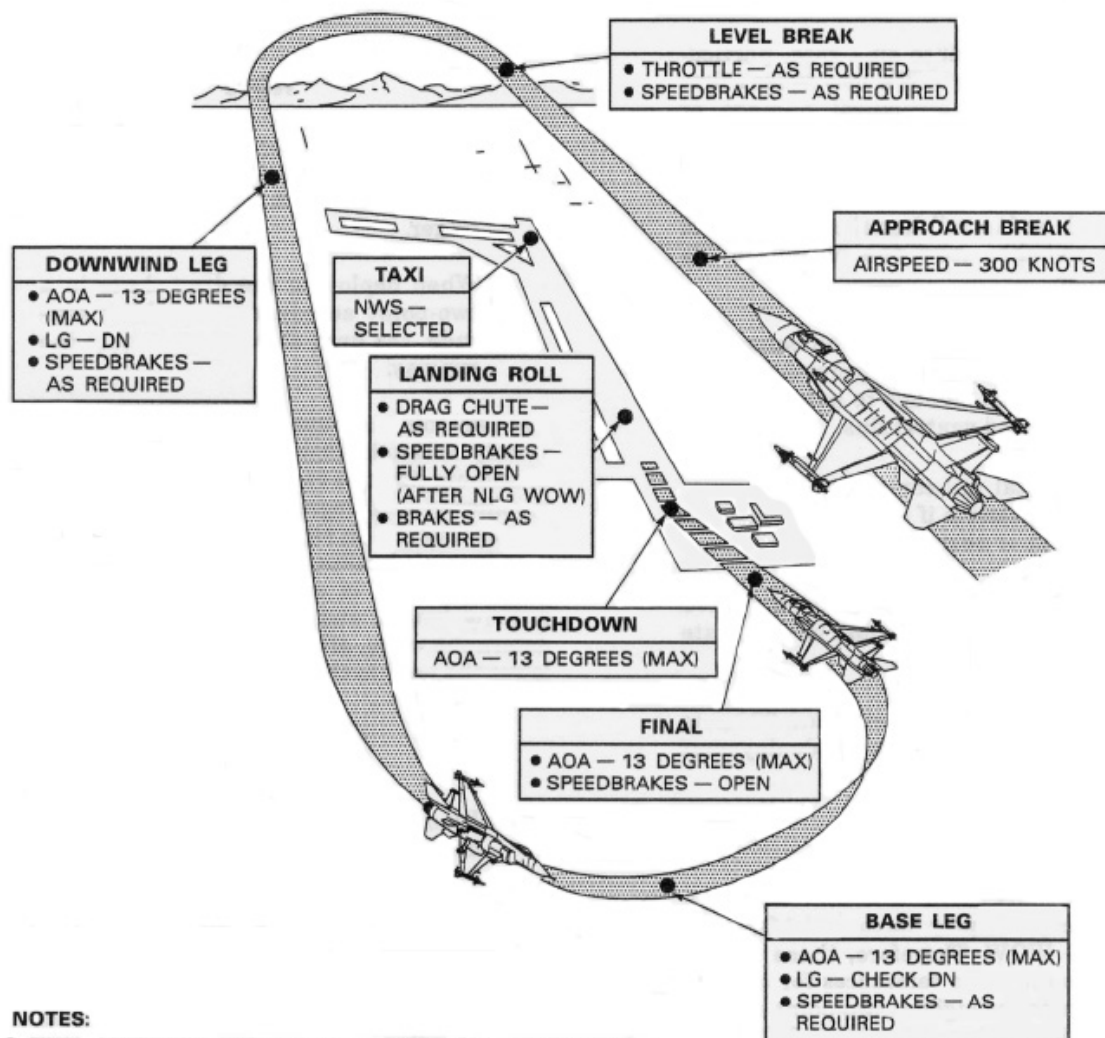 LEVEL BREAK
● THROTTLE — AS REQUIRED
● SPEEDBRAKES — AS REQUIRED
APPROACH BREAK
AIRSPEED — 300 KNOTS
DOWNWIND LEG
● AOA — 13 DEGREES
(MAX)
● LG — DN
● SPEEDBRAKES —
AS REQUIRED
TAXI
NWS —
SELECTED
LANDING ROLL
● DRAG CHUTE —
AS REQUIRED
● SPEEDBRAKES —
FULLY OPEN
(AFTER NLG WOW)
● BRAKES — AS
REQUIRED
TOUCHDOWN
AOA — 13 DEGREES (MAX)
FINAL
● AOA — 13 DEGREES (MAX)
● SPEEDBRAKES — OPEN
BASE LEG
● AOA — 13 DEGREES (MAX)
● LG — CHECK DN
● SPEEDBRAKES — AS
REQUIRED
NOTES: